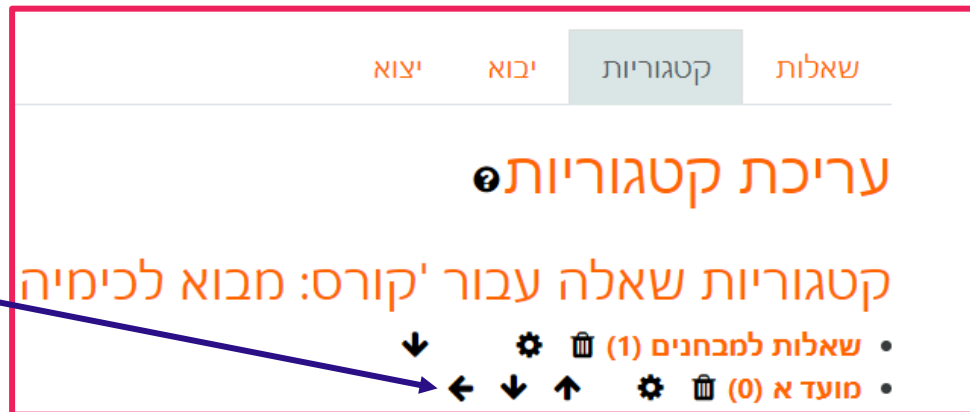 שאלות קטגוריות יבוא יצוא
עריכת קטגוריות
קטגוריות שאלה עבור 'קורס: מבוא לכימיה
שאלות למבחנים (1)
מועד א (0)